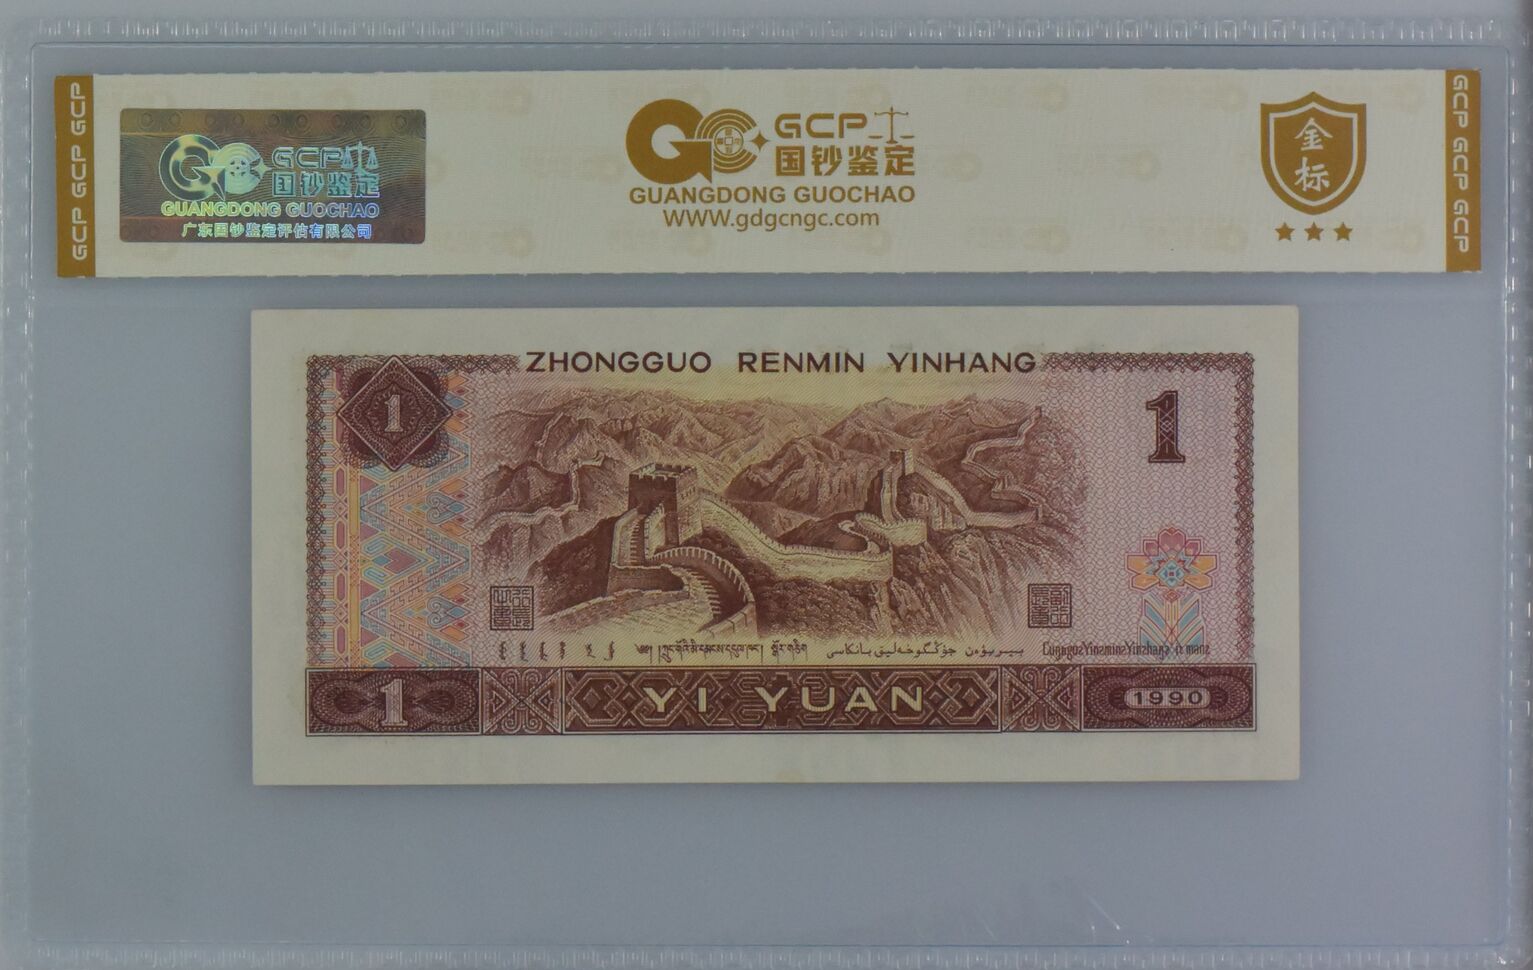 GCP GCP GCP
GCP
国钞鉴定
GUANGDONG GUOCHAO
广东国钞鉴定评估有限公司
GCP
国钞鉴定
GUANGDONG GUOCHAO
WWW.gdgcngc.com
金
标
GCP GCP GCP
ZHONGGUO RENMIN YINHANG
1
1
1
YI YUAN
1990